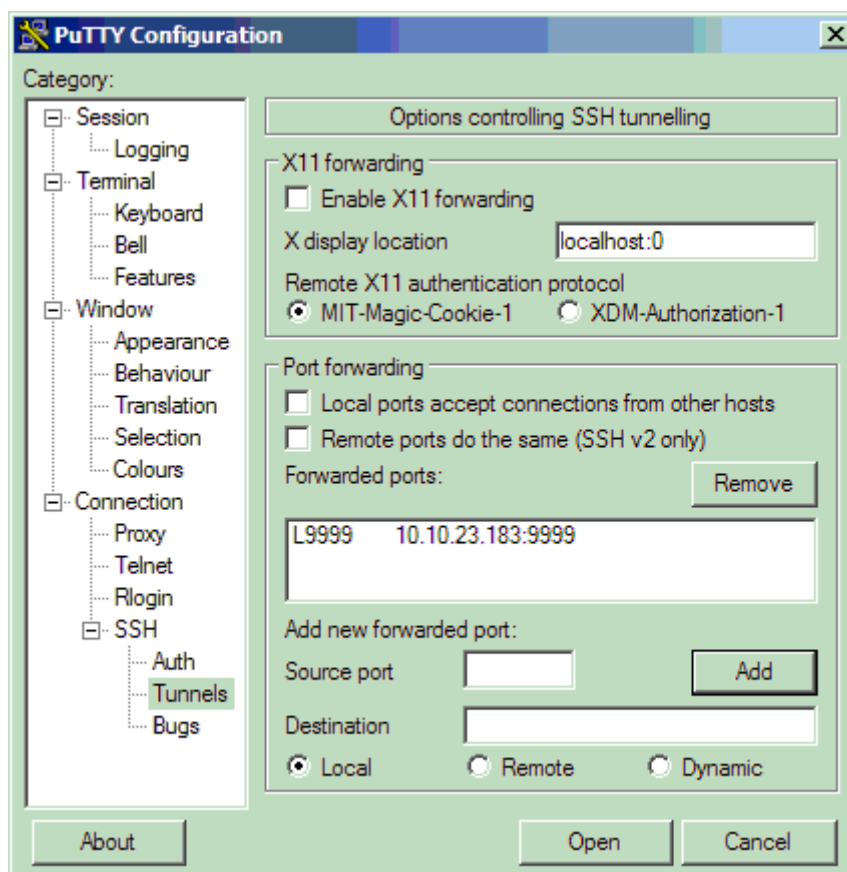 PuTTY Configuration
Category:
Session
Logging
Terminal
Keyboard
Bell
Features
Window
Appearance
Behaviour
Translation
Selection
Colours
Connection
Proxy
Telnet
Rlogin
SSH
Auth
Tunnels
Bugs
Options controlling SSH tunnelling
X11 forwarding
Enable X11 forwarding
X display location localhost:0
Remote X11 authentication protocol
MIT-Magic-Cookie-1 XDM-Authorization-1
Port forwarding
Local ports accept connections from other hosts
Remote ports do the same (SSH v2 only)
Forwarded ports: Remove
L9999 10.10.23.183:9999
Add new forwarded port:
Source port Add
Destination
Local Remote Dynamic
About Open Cancel